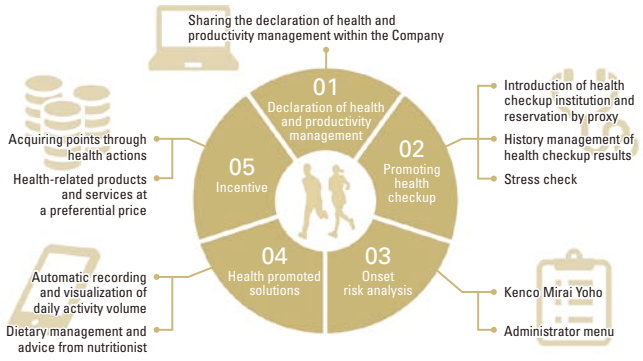 Sharing the declaration of health and
productivity management within the Company
01
Declaration of health
and productivity
management
02
Promoting
health
checkup
Introduction of health
checkup institution and
reservation by proxy
History management of
health checkup results
Stress check
03
Onset
risk analysis
Kenco Mirai Yoho
Administrator menu
04
Health promoted
solutions
Automatic recording
and visualization of
daily activity volume
Dietary management and
advice from nutritionist
05
Incentive
Acquiring points through
health actions
Health-related products
and services at
a preferential price